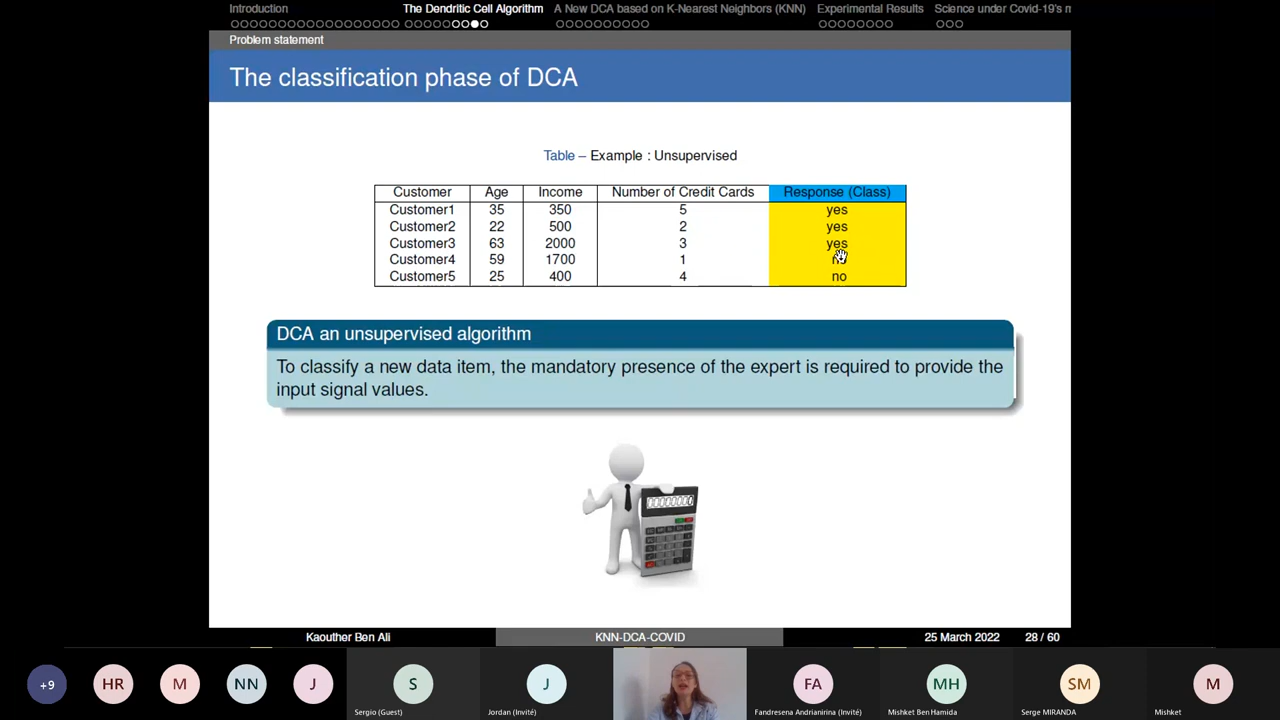 Introduction The Dendritic Cell Algorithm A New DCA based on K-Nearest Neighbors (KNN) Experimental Results Science under Covid-19's m
Problem statement
The classification phase of DCA
Table – Example : Unsupervised
Customer Age Income Number of Credit Cards Response (Class)
Customer1 35 350 5 yes
Customer2 22 500 2 yes
Customer3 63 2000 3 yes
Customer4 59 1700 1
Customer5 25 400 4 no
DCA an unsupervised algorithm
To classify a new data item, the mandatory presence of the expert is required to provide the
input signal values.
Kaouther Ben Ali KNN-DCA-COVID 25 March 2022 28 / 60
+9 HR M NN J S J FA MH SM M
Sergio (Guest) Jordan (Invité) Fandresena Andrianirina (Invité) Mishket Ben Hamida Serge MIRANDA Mishket